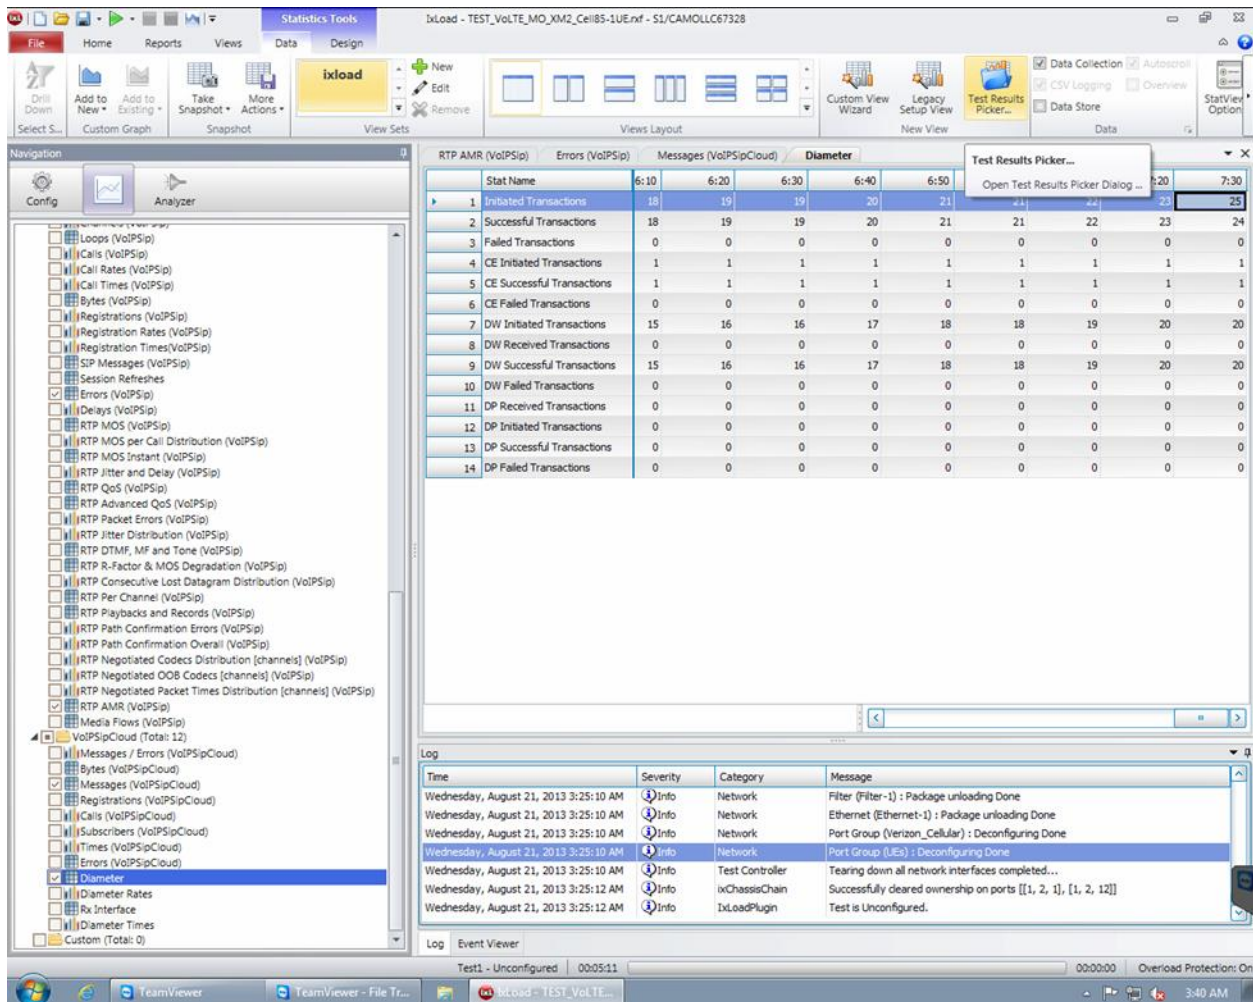 Statistics Tools
IxLoad - TEST_VoLTE_MO_XM2_Cell85-1UE.rxf - S1/CAMOLLC67328
File Home Reports Views Data Design
Drill Down
Add to New
Add to Existing
Take Snapshot
More Actions
ixload
New
Edit
Remove
Custom View Wizard
Legacy Setup View
Test Results Picker...
Data Collection Autoscroll
CSV Logging Overview
Data Store
StatView Option
Select S... Custom Graph Snapshot View Sets Views Layout New View Data
Navigation
Config Analyzer
Loops (VoIPSip)
Calls (VoIPSip)
Call Rates (VoIPSip)
Call Times (VoIPSip)
Bytes (VoIPSip)
Registrations (VoIPSip)
Registration Rates (VoIPSip)
Registration Times(VoIPSip)
SIP Messages (VoIPSip)
Session Refreshes
Errors (VoIPSip)
Delays (VoIPSip)
RTP MOS (VoIPSip)
RTP MOS per Call Distribution (VoIPSip)
RTP MOS Instant (VoIPSip)
RTP Jitter and Delay (VoIPSip)
RTP QoS (VoIPSip)
RTP Advanced QoS (VoIPSip)
RTP Packet Errors (VoIPSip)
RTP Jitter Distribution (VoIPSip)
RTP DTMF, MF and Tone (VoIPSip)
RTP R-Factor & MOS Degradation (VoIPSip)
RTP Consecutive Lost Datagram Distribution (VoIPSip)
RTP Per Channel (VoIPSip)
RTP Playbacks and Records (VoIPSip)
RTP Path Confirmation Errors (VoIPSip)
RTP Path Confirmation Overall (VoIPSip)
RTP Negotiated Codecs Distribution [channels] (VoIPSip)
RTP Negotiated OOB Codecs [channels] (VoIPSip)
RTP Negotiated Packet Times Distribution [channels] (VoIPSip)
RTP AMR (VoIPSip)
Media Flows (VoIPSip)
VoIPSipCloud (Total: 12)
Messages / Errors (VoIPSipCloud)
Bytes (VoIPSipCloud)
Messages (VoIPSipCloud)
Registrations (VoIPSipCloud)
Calls (VoIPSipCloud)
Subscribers (VoIPSipCloud)
Times (VoIPSipCloud)
Errors (VoIPSipCloud)
Diameter
Diameter Rates
Rx Interface
Diameter Times
Custom (Total: 0)
RTP AMR (VoIPSip) Errors (VoIPSip) Messages (VoIPSipCloud) Diameter
Test Results Picker...
Open Test Results Picker Dialog ...
Stat Name 6:10 6:20 6:30 6:40 6:50 :20 7:30
1 Initiated Transactions 18 19 19 20 21 21 22 23 25
2 Successful Transactions 18 19 19 20 21 21 22 23 24
3 Failed Transactions 0 0 0 0 0 0 0 0 0
4 CE Initiated Transactions 1 1 1 1 1 1 1 1 1
5 CE Successful Transactions 1 1 1 1 1 1 1 1 1
6 CE Failed Transactions 0 0 0 0 0 0 0 0 0
7 DW Initiated Transactions 15 16 16 17 18 18 19 20 20
8 DW Received Transactions 0 0 0 0 0 0 0 0 0
9 DW Successful Transactions 15 16 16 17 18 18 19 20 20
10 DW Failed Transactions 0 0 0 0 0 0 0 0 0
11 DP Received Transactions 0 0 0 0 0 0 0 0 0
12 DP Initiated Transactions 0 0 0 0 0 0 0 0 0
13 DP Successful Transactions 0 0 0 0 0 0 0 0 0
14 DP Failed Transactions 0 0 0 0 0 0 0 0 0
Log
Time Severity Category Message
Wednesday, August 21, 2013 3:25:10 AM Info Network Filter (Filter-1) : Package unloading Done
Wednesday, August 21, 2013 3:25:10 AM Info Network Ethernet (Ethernet-1) : Package unloading Done
Wednesday, August 21, 2013 3:25:10 AM Info Network Port Group (Verizon_Cellular) : Deconfiguring Done
Wednesday, August 21, 2013 3:25:10 AM Info Network Port Group (UEs) : Deconfiguring Done
Wednesday, August 21, 2013 3:25:10 AM Info Test Controller Tearing down all network interfaces completed...
Wednesday, August 21, 2013 3:25:12 AM Info ixChassisChain Successfully cleared ownership on ports [[1, 2, 1], [1, 2, 12]]
Wednesday, August 21, 2013 3:25:12 AM Info IxLoadPlugin Test is Unconfigured.
Log Event Viewer
Test1 - Unconfigured 00:05:11 00:00:00 Overload Protection: On
TeamViewer TeamViewer - File Tr... IxLoad - TEST_VoLTE... 3:40 AM